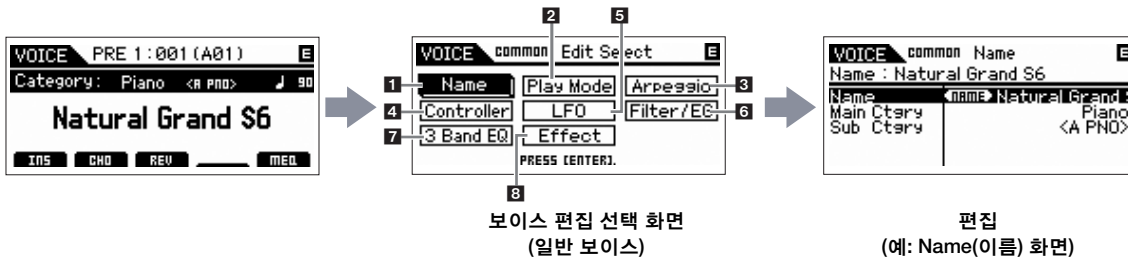 VOICE PRE 1:001(A01) E
Category: Piano <A PNO> ♩ 90
Natural Grand S6
INS CHO REV MEQ
2 5
VOICE common Edit Select E
1 Name Play Mode Arpeggio 3
4 Controller LFO Filter/EG 6
7 3 Band EQ Effect
PRESS [ENTER].
8
보이스 편집 선택 화면
(일반 보이스)
VOICE common Name E
Name : Natural Grand S6
Name <NAME> Natural Grand S
Main Ctgry Piano
Sub Ctgry <A PNO>
편집
(예: Name(이름) 화면)